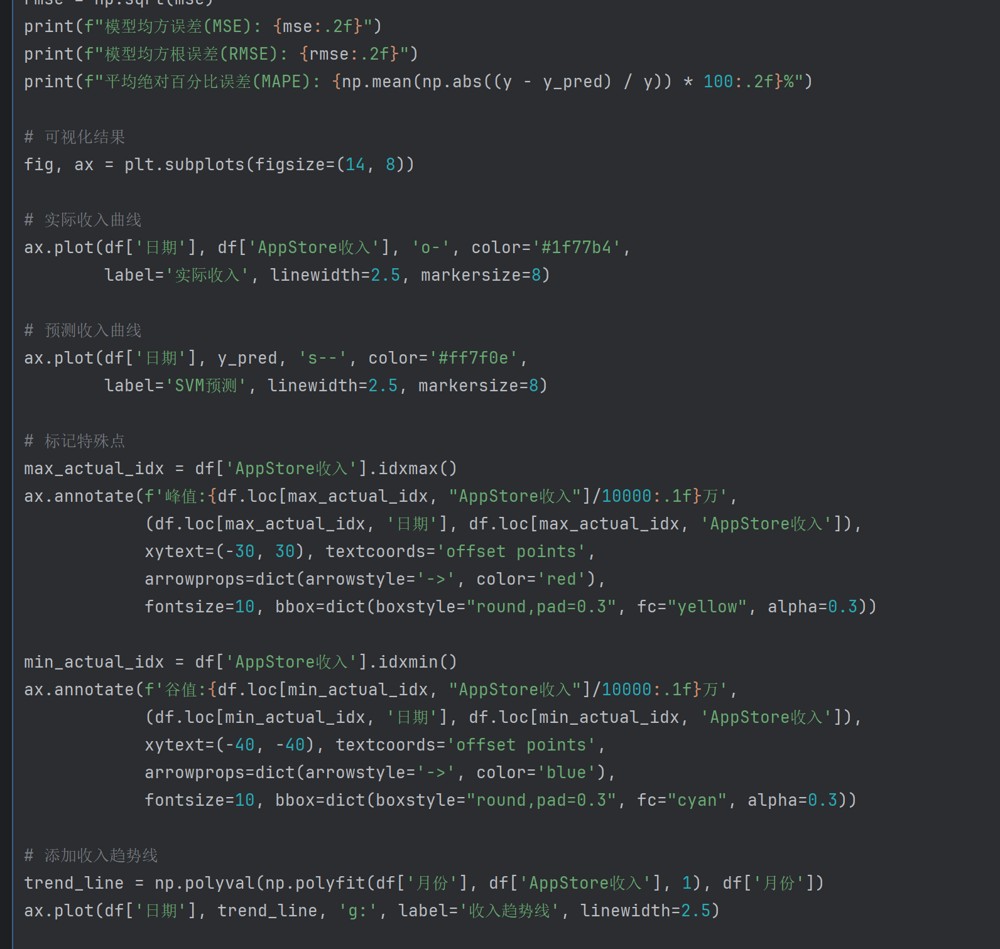 rmse = np.sqrt(mse)
print(f"模型均方误差(MSE): {mse:.2f}")
print(f"模型均方根误差(RMSE): {rmse:.2f}")
print(f"平均绝对百分比误差(MAPE): {np.mean(np.abs((y - y_pred) / y)) * 100:.2f}%")
# 可视化结果
fig, ax = plt.subplots(figsize=(14, 8))
# 实际收入曲线
ax.plot(df['日期'], df['AppStore收入'], 'o-', color='#1f77b4',
label='实际收入', linewidth=2.5, markersize=8)
# 预测收入曲线
ax.plot(df['日期'], y_pred, 's--', color='#ff7f0e',
label='SVM预测', linewidth=2.5, markersize=8)
# 标记特殊点
max_actual_idx = df['AppStore收入'].idxmax()
ax.annotate(f'峰值:{df.loc[max_actual_idx, "AppStore收入"]/10000:.1f}万',
(df.loc[max_actual_idx, '日期'], df.loc[max_actual_idx, 'AppStore收入']),
xytext=(-30, 30), textcoords='offset points',
arrowprops=dict(arrowstyle='->', color='red'),
fontsize=10, bbox=dict(boxstyle="round,pad=0.3", fc="yellow", alpha=0.3))
min_actual_idx = df['AppStore收入'].idxmin()
ax.annotate(f'谷值:{df.loc[min_actual_idx, "AppStore收入"]/10000:.1f}万',
(df.loc[min_actual_idx, '日期'], df.loc[min_actual_idx, 'AppStore收入']),
xytext=(-40, -40), textcoords='offset points',
arrowprops=dict(arrowstyle='->', color='blue'),
fontsize=10, bbox=dict(boxstyle="round,pad=0.3", fc="cyan", alpha=0.3))
# 添加收入趋势线
trend_line = np.polyval(np.polyfit(df['月份'], df['AppStore收入'], 1), df['月份'])
ax.plot(df['日期'], trend_line, 'g:', label='收入趋势线', linewidth=2.5)